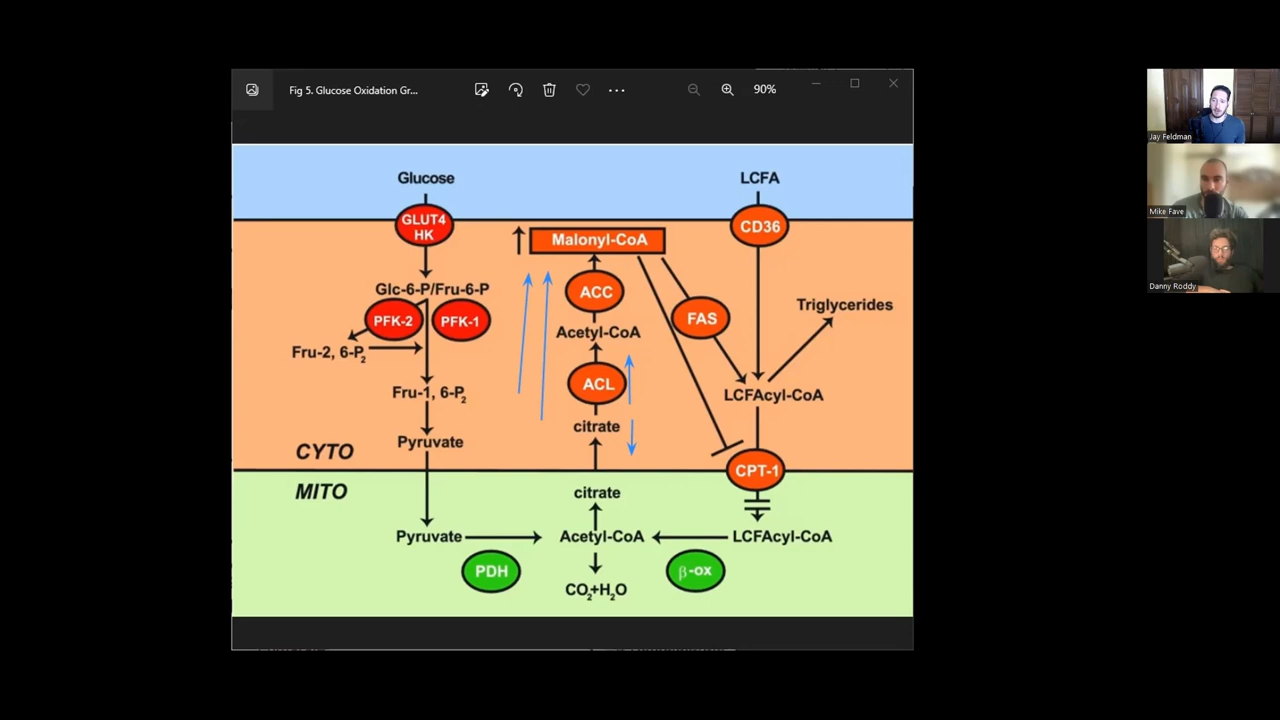 Fig 5. Glucose Oxidation Gr...
90%
Jay Feldman
Mike Fave
Danny Roddy
Glucose
LCFA
GLUT4
HK
Malonyl-CoA
CD36
Glc-6-P/Fru-6-P
ACC
PFK-2
PFK-1
FAS
Triglycerides
Acetyl-CoA
Fru-2, 6-P₂
ACL
Fru-1, 6-P₂
LCFAcyl-CoA
citrate
Pyruvate
CYTO
CPT-1
MITO
citrate
Pyruvate
Acetyl-CoA
LCFAcyl-CoA
PDH
β-ox
CO₂+H₂O